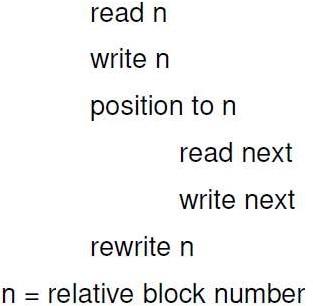 read n
write n
position to n
read next
write next
rewrite n
n = relative block number